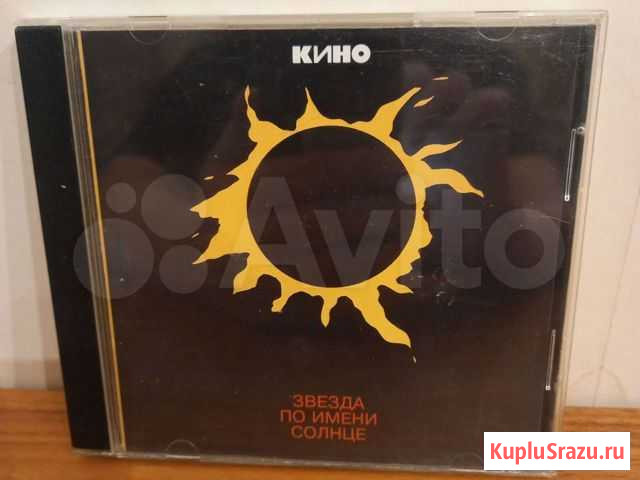 КИНО
Avito
ЗВЕЗДА
ПО ИМЕНИ
СОЛНЦЕ
KupluSrazu.ru